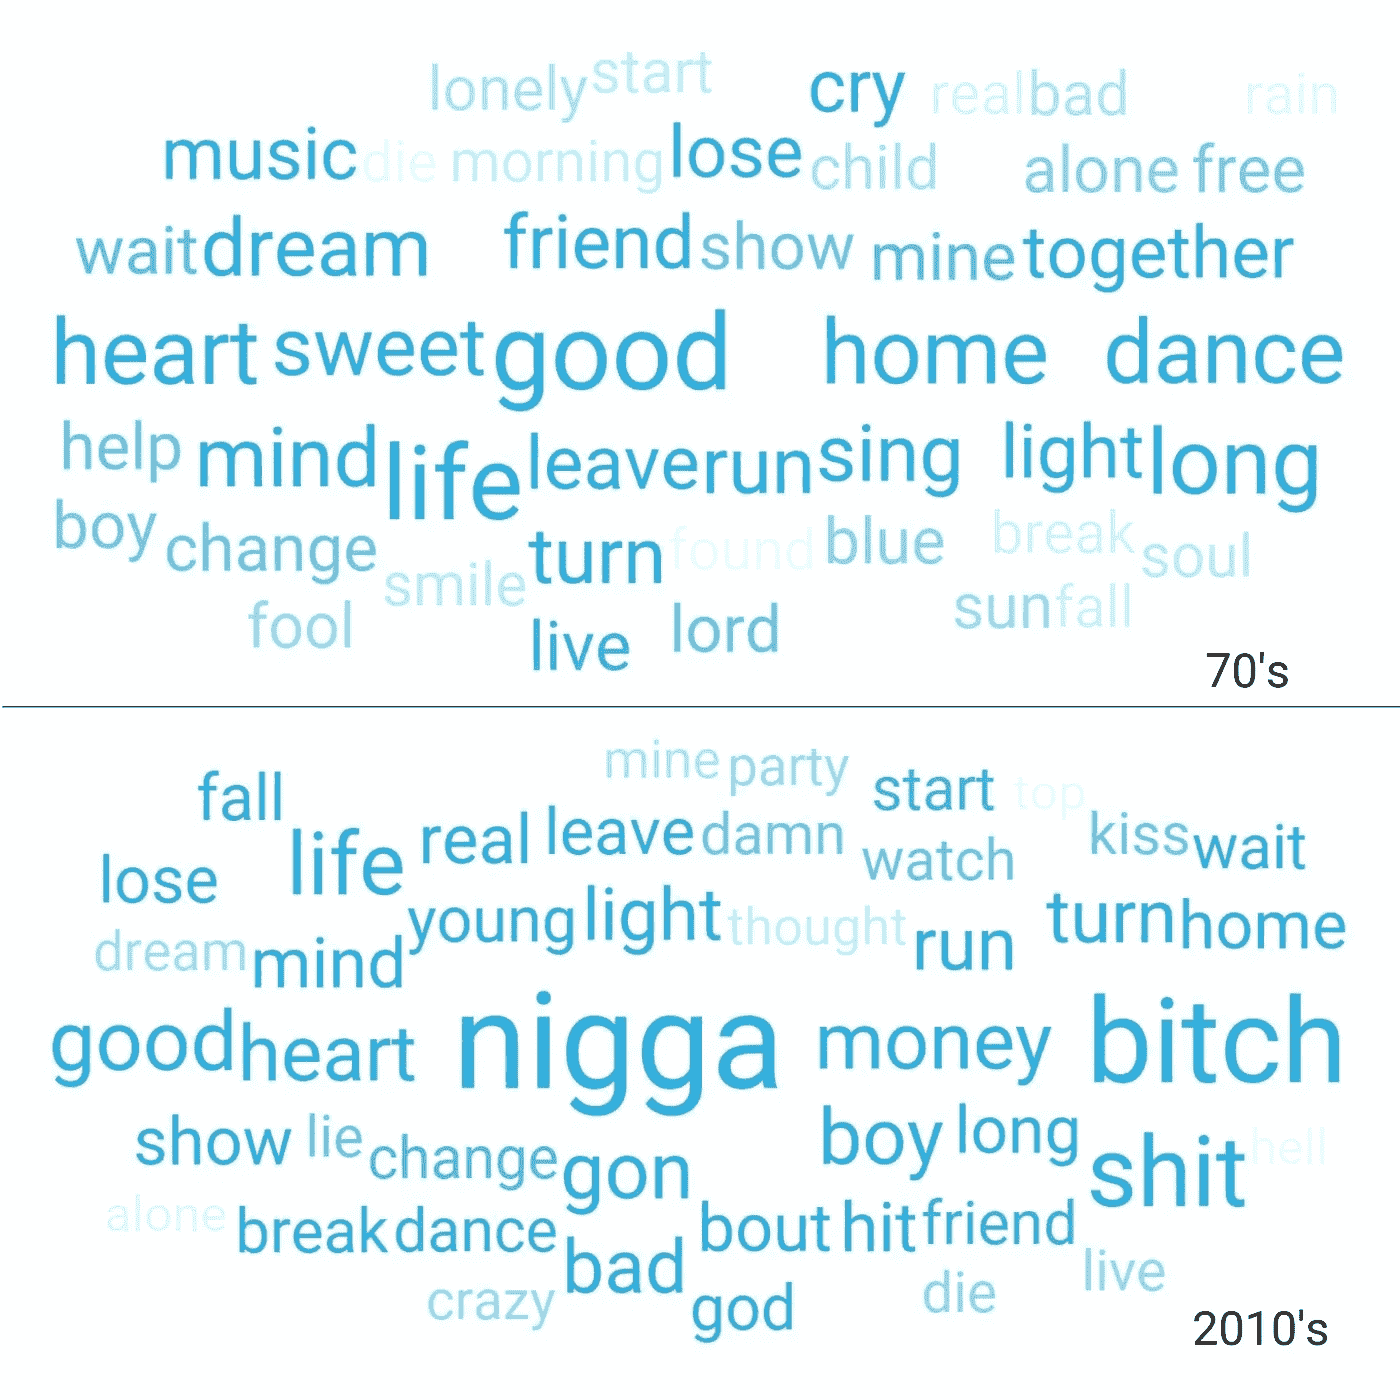 lonely start cry real bad rain
music die morning lose child alone free
wait dream friend show mine together
heart sweet good home dance
help mind life leave run sing light long
boy change smile turn found blue break soul
fool live lord sun fall
70's
mine party
fall start top
life real leave damn watch kiss wait
lose young light thought run turn home
dream mind
good heart nigga money bitch
show lie change gon boy long shit hell
alone break dance bad bout hit friend
crazy god die live
2010's